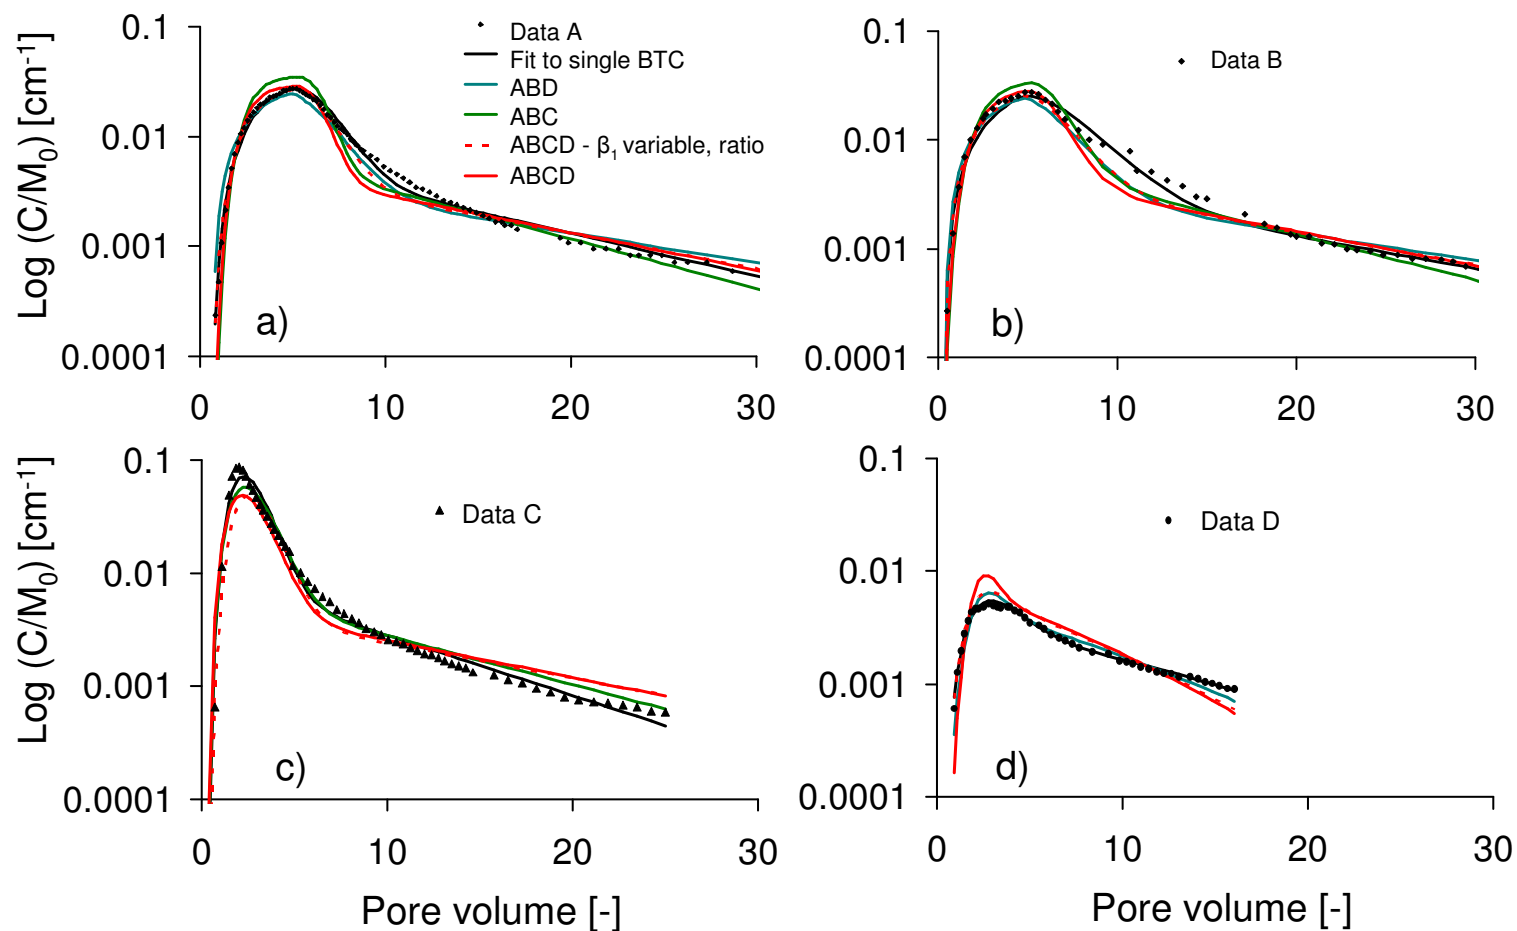 Log (C/M0) [cm-1]
0.1
0.01
0.001
0.0001
0
10
20
30
Data A
Fit to single BTC
ABD
ABC
ABCD - β1 variable, ratio
ABCD
a)
0.1
0.01
0.001
0.0001
0
10
20
30
Data B
b)
Log (C/M0) [cm-1]
0.1
0.01
0.001
0.0001
0
10
20
30
Data C
c)
Pore volume [-]
0.1
0.01
0.001
0.0001
0
10
20
30
Data D
d)
Pore volume [-]